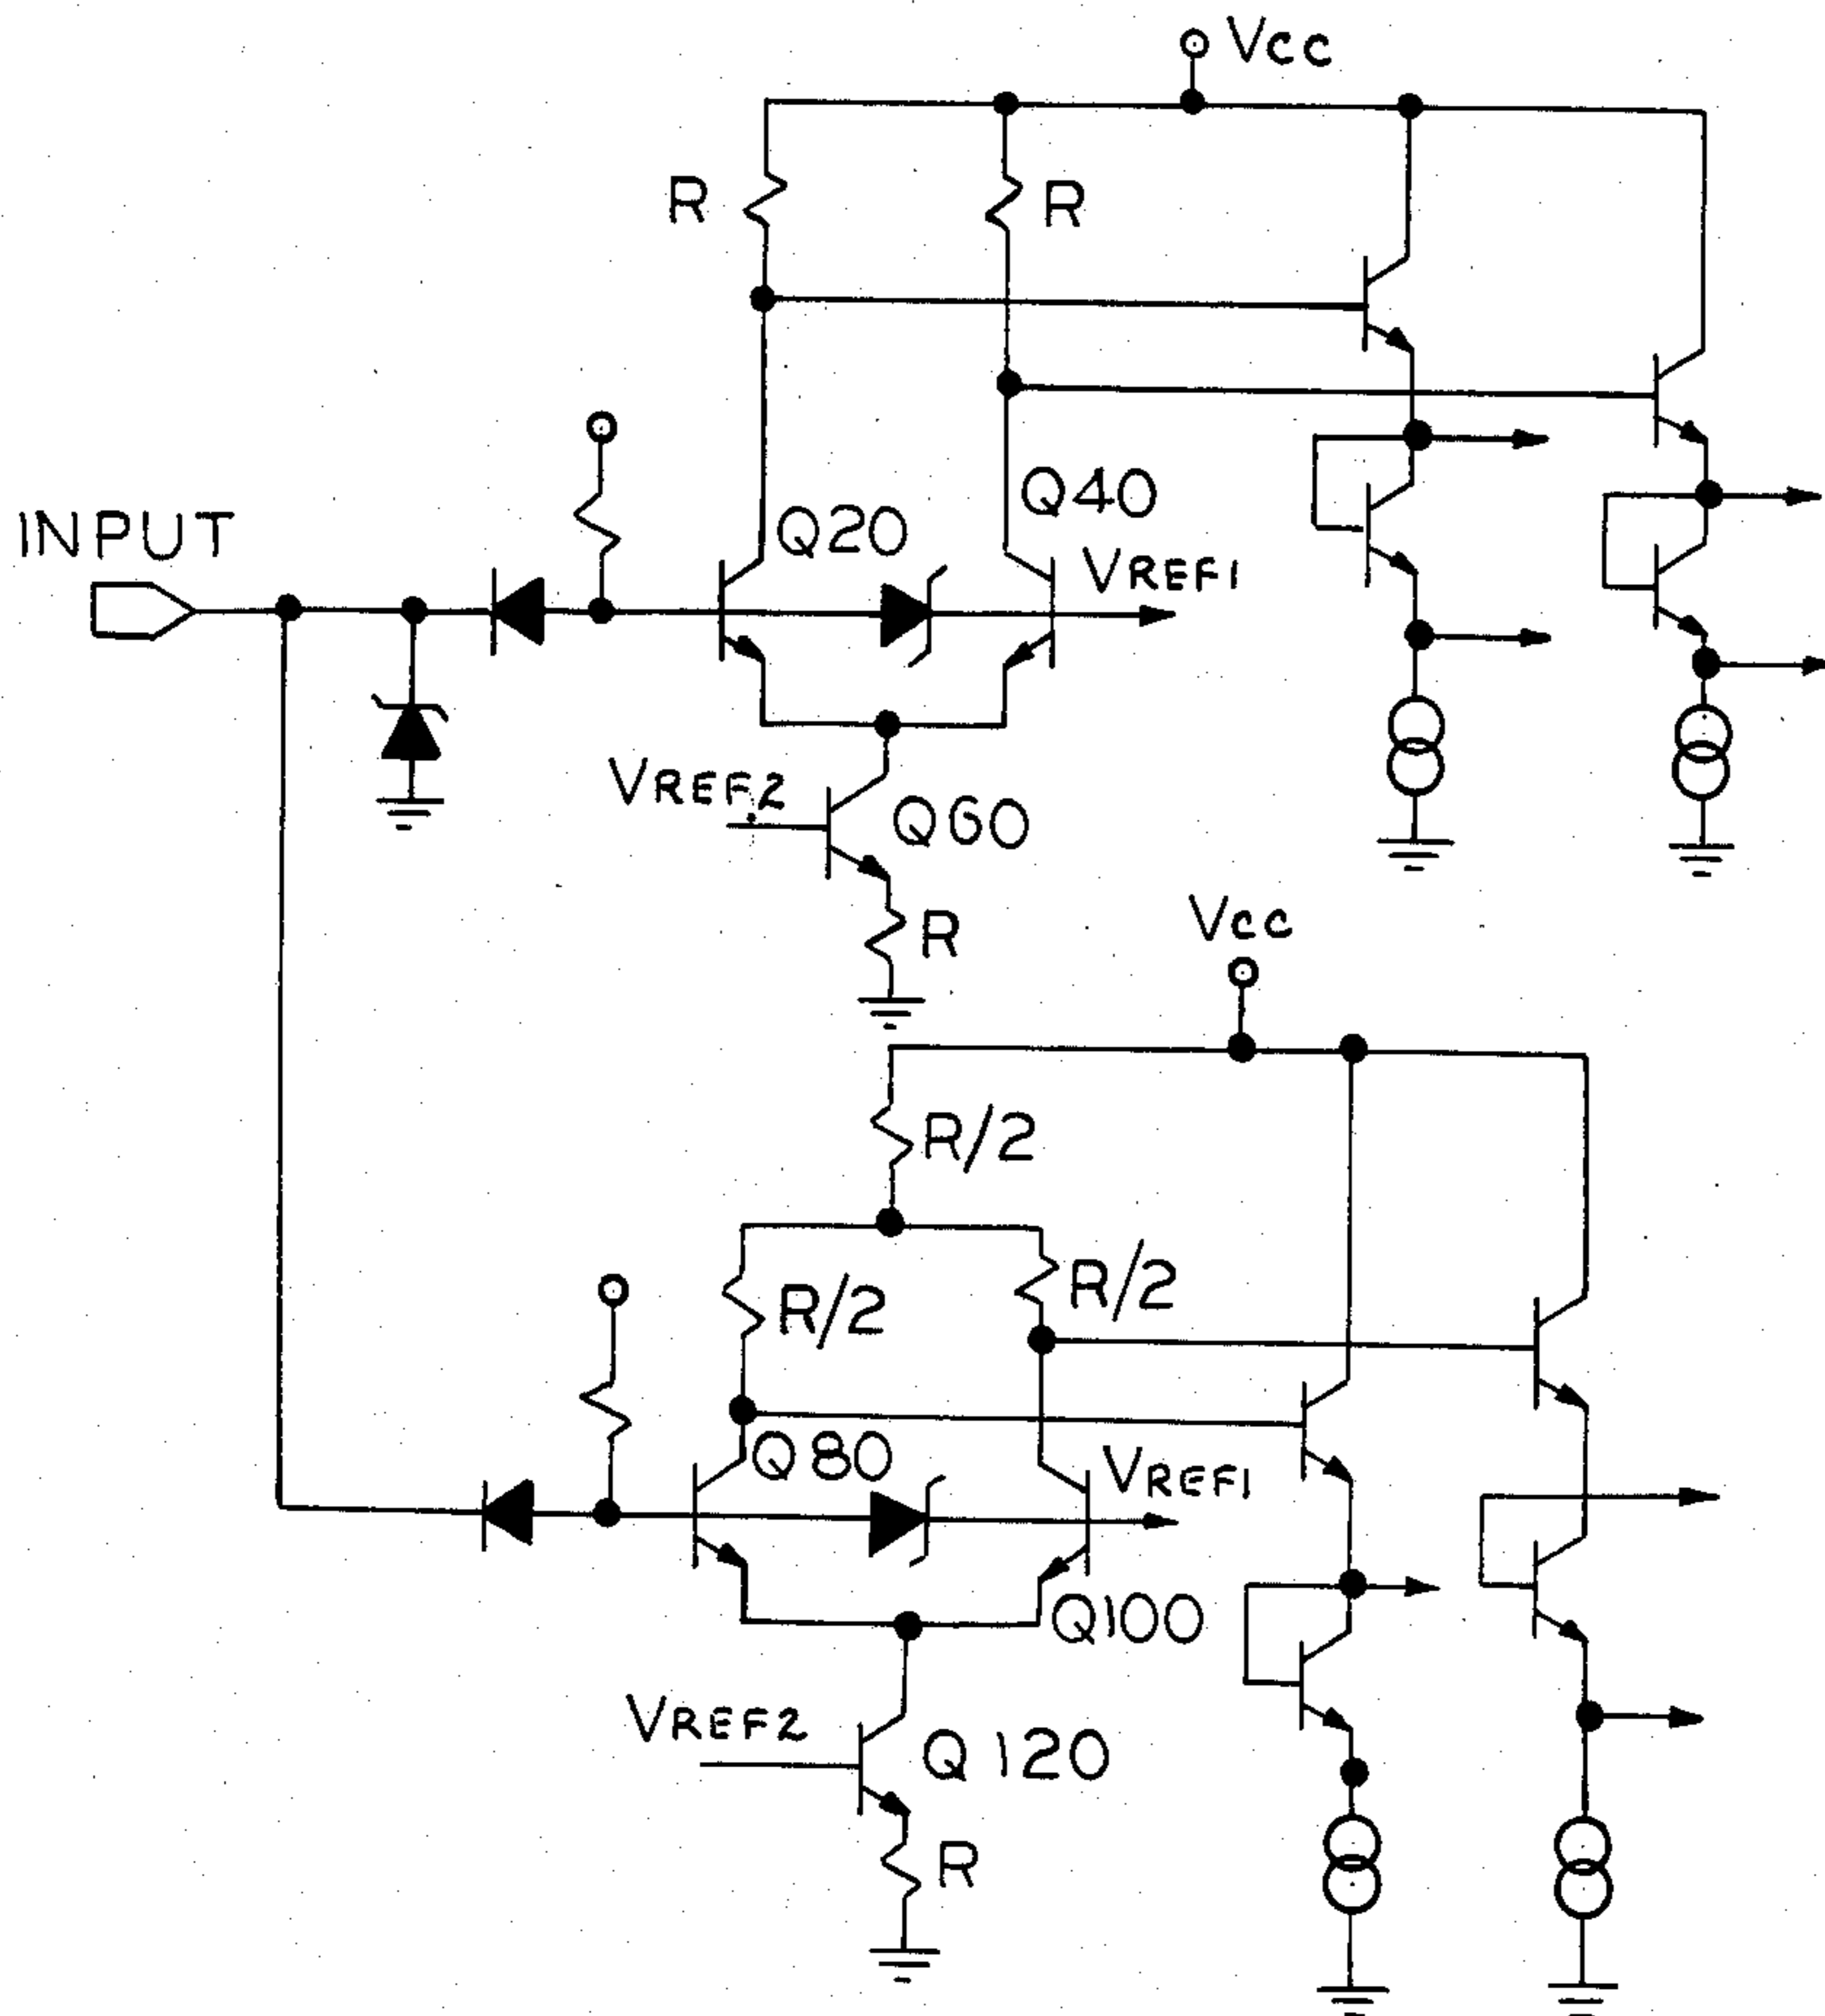 Vcc
R
R
Q40
INPUT
Q20
VREF1
VREF2
Q60
R
Vcc
R/2
R/2
R/2
Q80
VREF1
Q100
VREF2
Q120
R